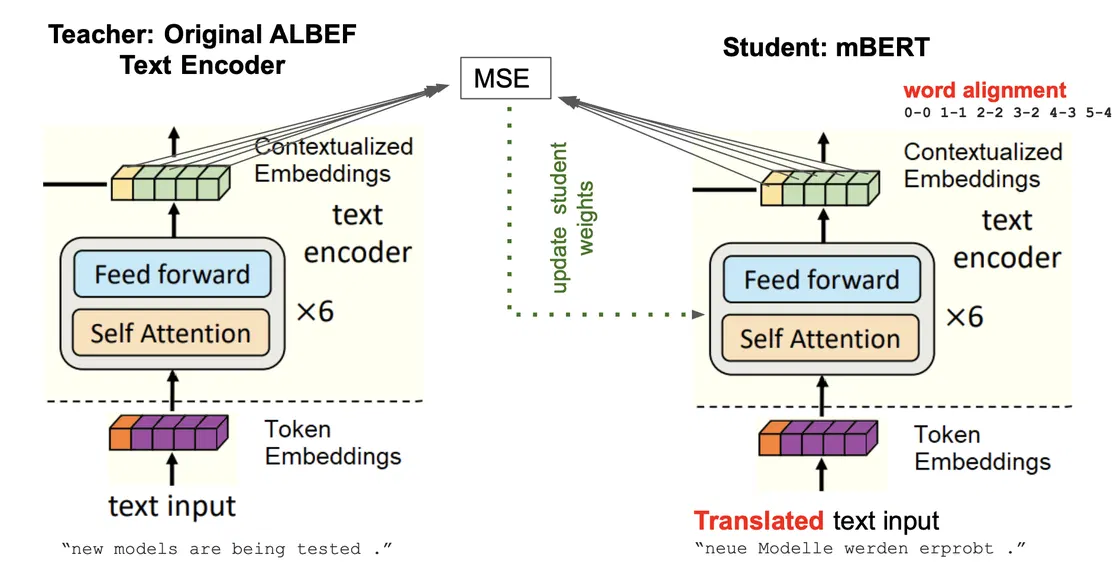 Teacher: Original ALBEF
Text Encoder
MSE
Student: mBERT
word alignment
0-0 1-1 2-2 3-2 4-3 5-4
Contextualized
Embeddings
text
encoder
Feed forward
Self Attention
×6
Token
Embeddings
text input
“new models are being tested .”
update student
weights
Contextualized
Embeddings
text
encoder
Feed forward
Self Attention
×6
Token
Embeddings
Translated text input
“neue Modelle werden erprobt .”